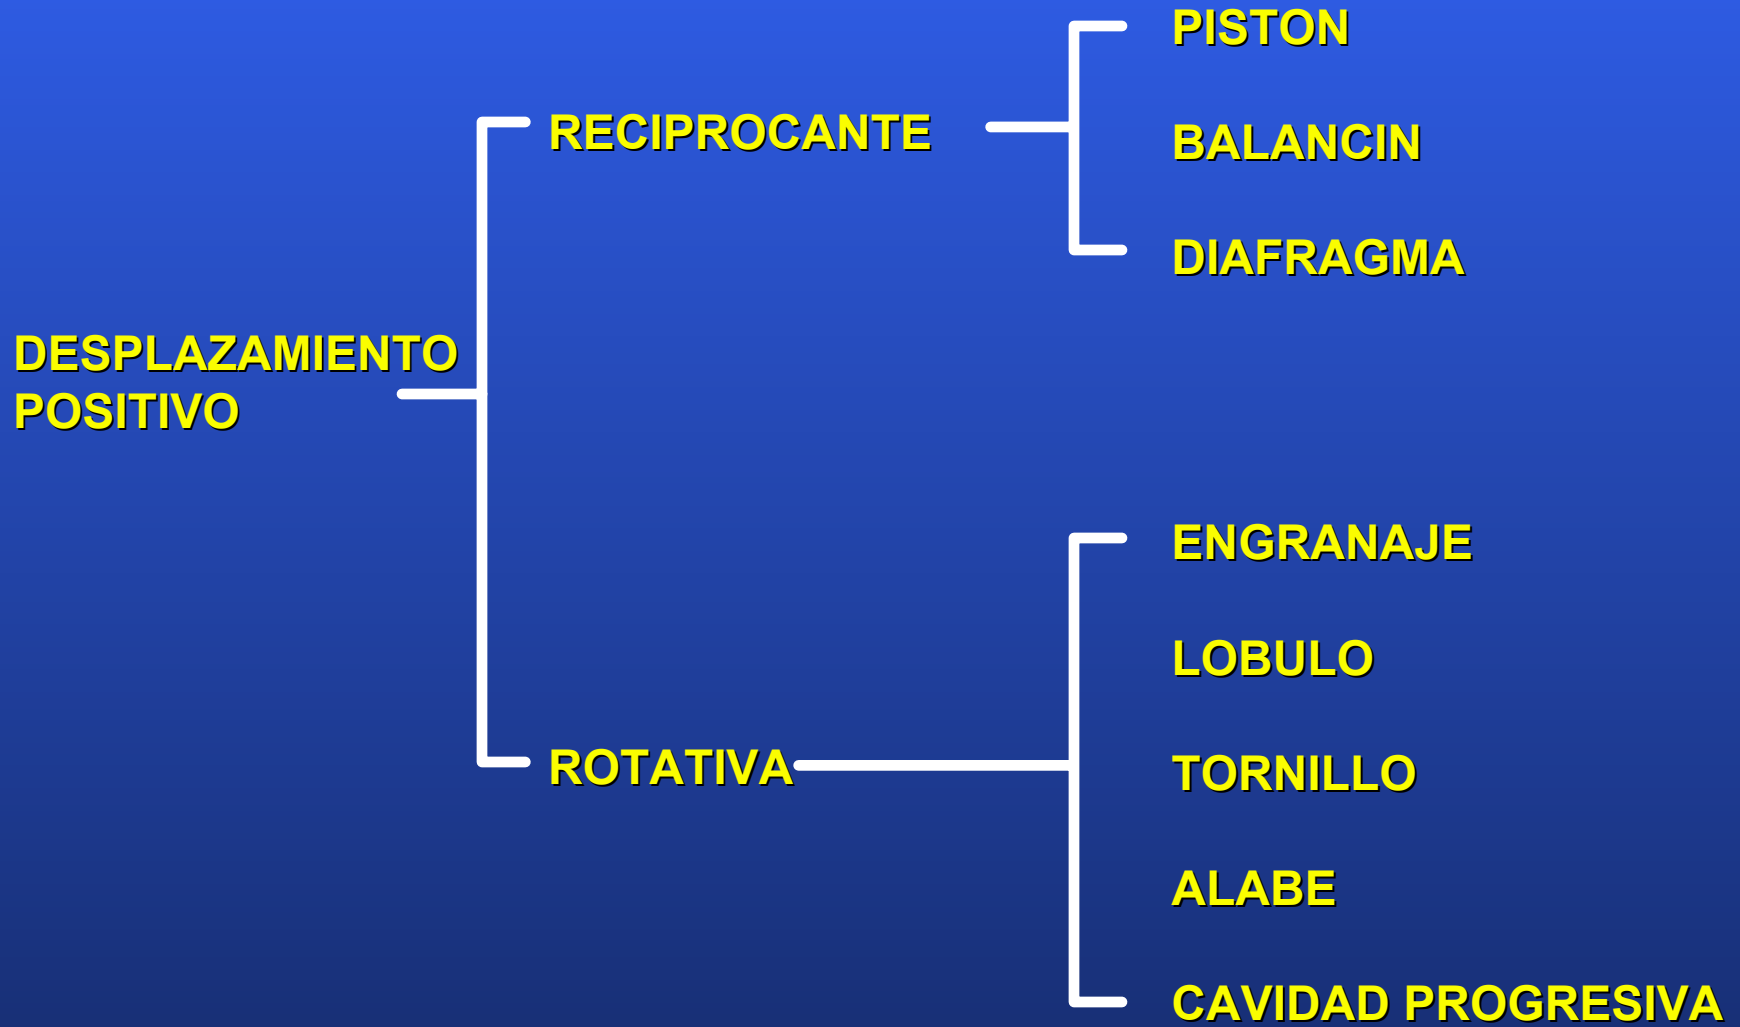 PISTON
RECIPROCANTE
BALANCIN
DIAFRAGMA
DESPLAZAMIENTO
POSITIVO
ENGRANAJE
LOBULO
ROTATIVA
TORNILLO
ALABE
CAVIDAD PROGRESIVA